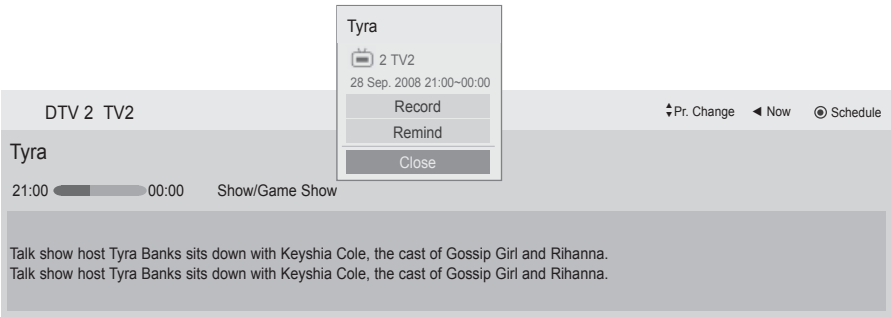 Tyra
2 TV2
28 Sep. 2008 21:00~00:00
Record
Remind
Close
DTV 2 TV2
Pr. Change
Now
Schedule
Tyra
21:00
00:00
Show/Game Show
Talk show host Tyra Banks sits down with Keyshia Cole, the cast of Gossip Girl and Rihanna.
Talk show host Tyra Banks sits down with Keyshia Cole, the cast of Gossip Girl and Rihanna.